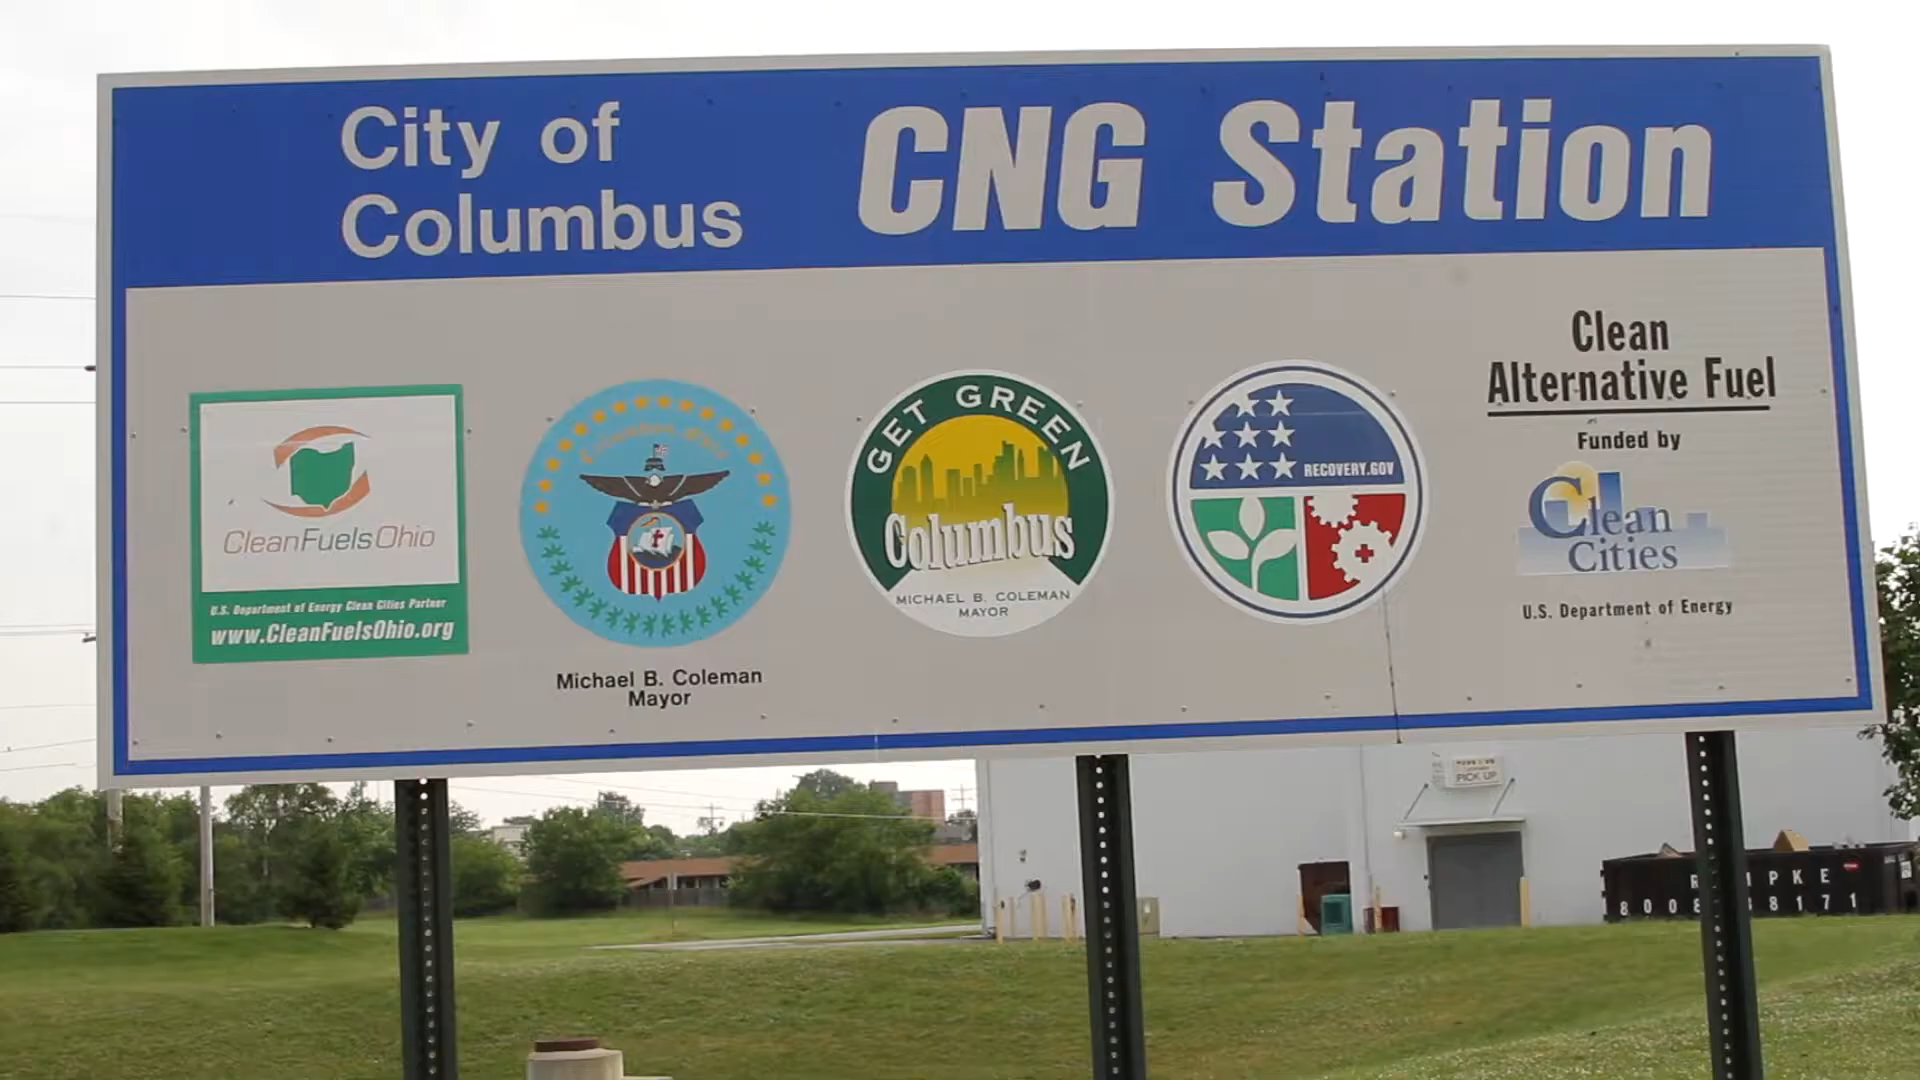 City of
Columbus
CNG Station
CleanFuelsOhio
U.S. Department of Energy Clean Cities Partner
www.CleanFuelsOhio.org
Michael B. Coleman
Mayor
GET GREEN
Columbus
MICHAEL B. COLEMAN
MAYOR
RECOVERY.GOV
Clean
Alternative Fuel
Funded by
Clean
Cities
U.S. Department of Energy
PICK UP